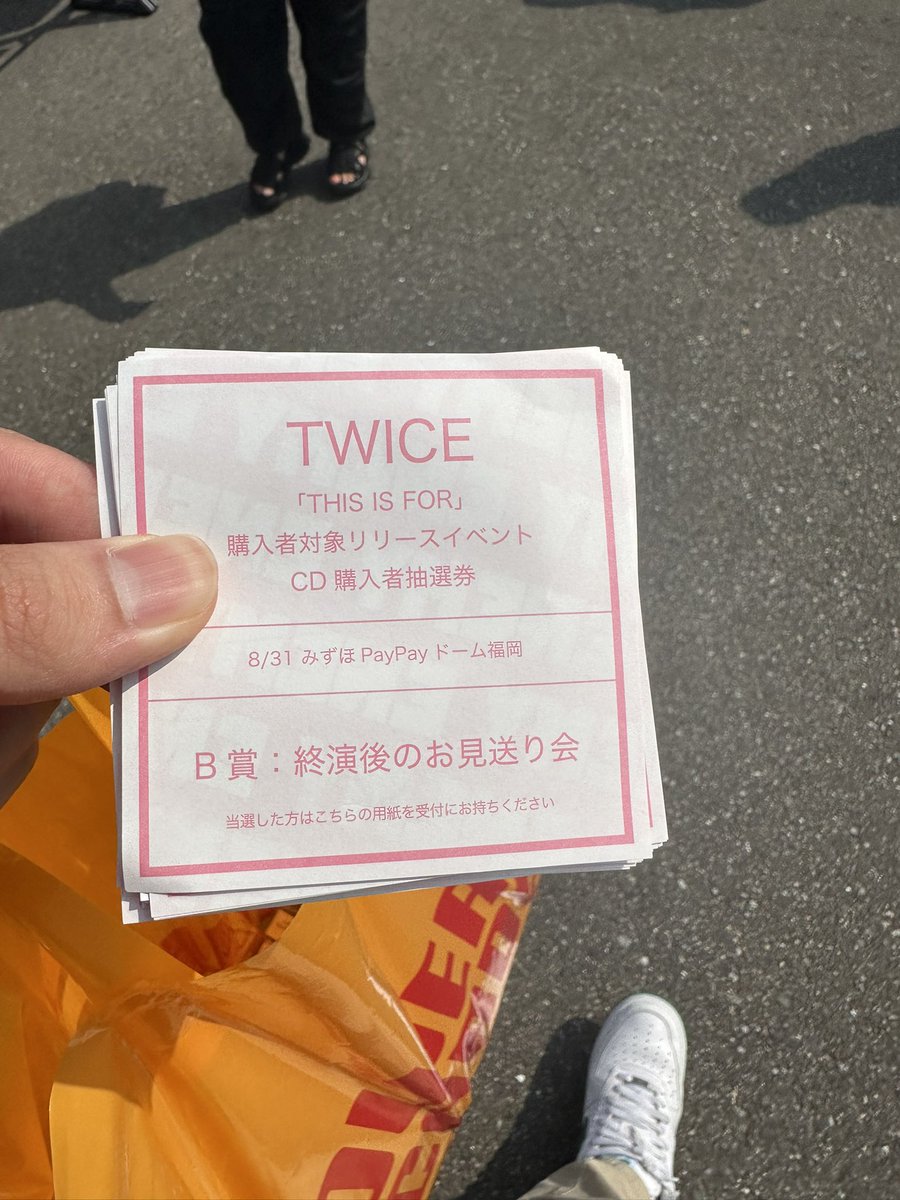 TWICE
「THIS IS FOR」
購入者対象リリースイベント
CD 購入者抽選券
8/31 みずほ PayPay ドーム福岡
B 賞：終演後のお見送り会
当選した方はこちらの用紙を受付にお持ちください
TOWER